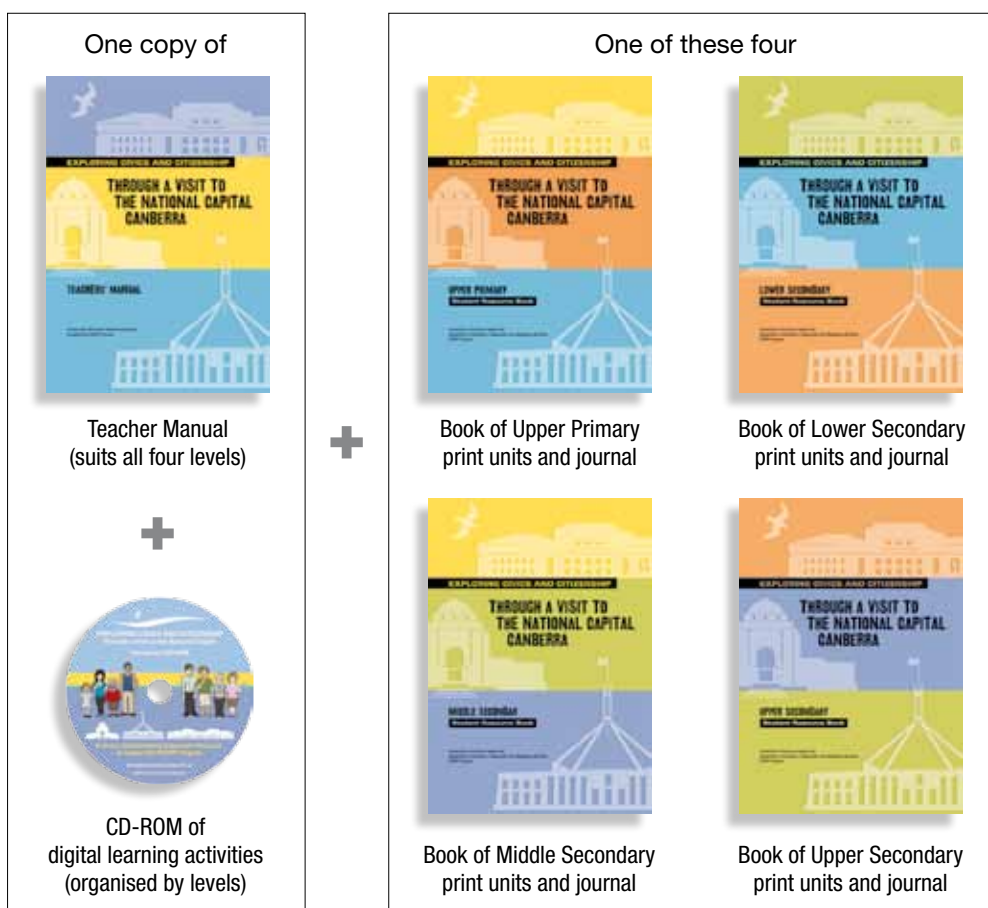 One copy of
EXPLORING CIVICS AND CITIZENSHIP
THROUGH A VISIT TO
THE NATIONAL CAPITAL
CANBERRA
TEACHERS' MANUAL
Teacher Manual
(suits all four levels)
+
CD-ROM of
digital learning activities
(organised by levels)
+
One of these four
EXPLORING CIVICS AND CITIZENSHIP
THROUGH A VISIT TO
THE NATIONAL CAPITAL
CANBERRA
UPPER PRIMARY
Student Resource Book
Book of Upper Primary
print units and journal
EXPLORING CIVICS AND CITIZENSHIP
THROUGH A VISIT TO
THE NATIONAL CAPITAL
CANBERRA
LOWER SECONDARY
Student Resource Book
Book of Lower Secondary
print units and journal
EXPLORING CIVICS AND CITIZENSHIP
THROUGH A VISIT TO
THE NATIONAL CAPITAL
CANBERRA
MIDDLE SECONDARY
Student Resource Book
Book of Middle Secondary
print units and journal
EXPLORING CIVICS AND CITIZENSHIP
THROUGH A VISIT TO
THE NATIONAL CAPITAL
CANBERRA
UPPER SECONDARY
Student Resource Book
Book of Upper Secondary
print units and journal